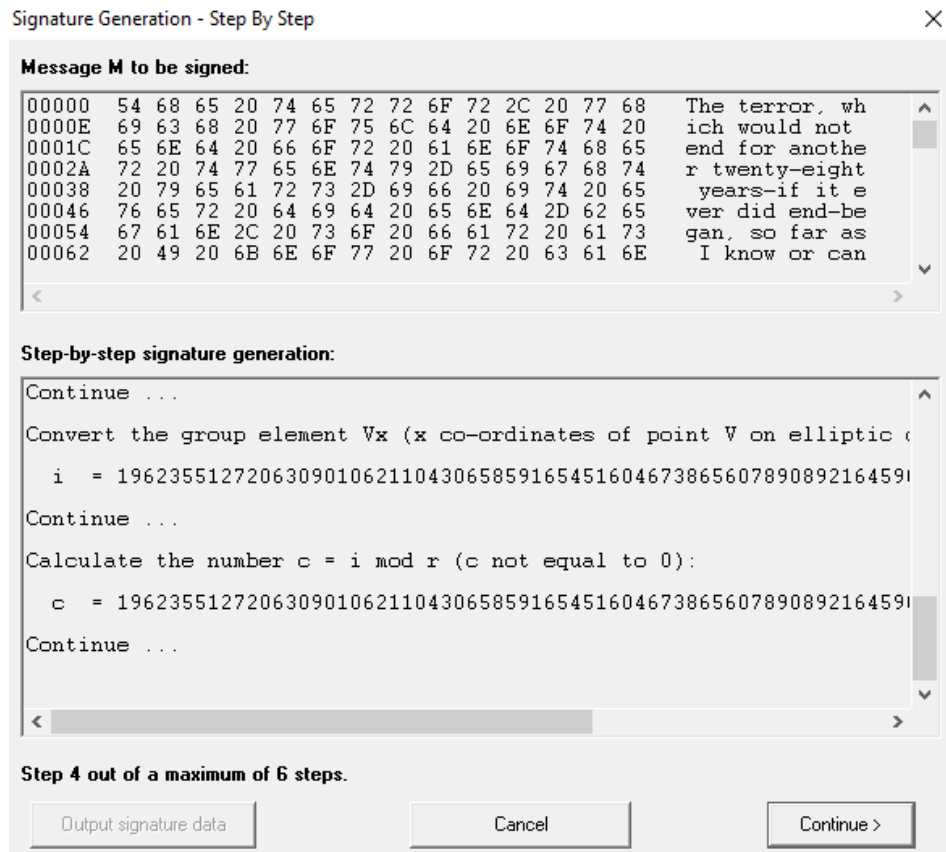 Signature Generation - Step By Step
Message M to be signed:
00000 54 68 65 20 74 65 72 72 6F 72 2C 20 77 68 The terror, wh
0000E 69 63 68 20 77 6F 75 6C 64 20 6E 6F 74 20 ich would not
0001C 65 6E 64 20 66 6F 72 20 61 6E 6F 74 68 65 end for anothe
0002A 72 20 74 77 65 6E 74 79 2D 65 69 67 68 74 r twenty-eight
00038 20 79 65 61 72 73 2D 69 66 20 69 74 20 65 years-if it e
00046 76 65 72 20 64 69 64 20 65 6E 64 2D 62 65 ver did end-be
00054 67 61 6E 2C 20 73 6F 20 66 61 72 20 61 73 gan, so far as
00062 20 49 20 6B 6E 6F 77 20 6F 72 20 63 61 6E I know or can
Step-by-step signature generation:
Continue ...
Convert the group element Vx (x co-ordinates of point V on elliptic
i = 19623551272063090106211043065859165451604673865607890892164590
Continue ...
Calculate the number c = i mod r (c not equal to 0):
c = 19623551272063090106211043065859165451604673865607890892164590
Continue ...
Step 4 out of a maximum of 6 steps.
Output signature data
Cancel
Continue >